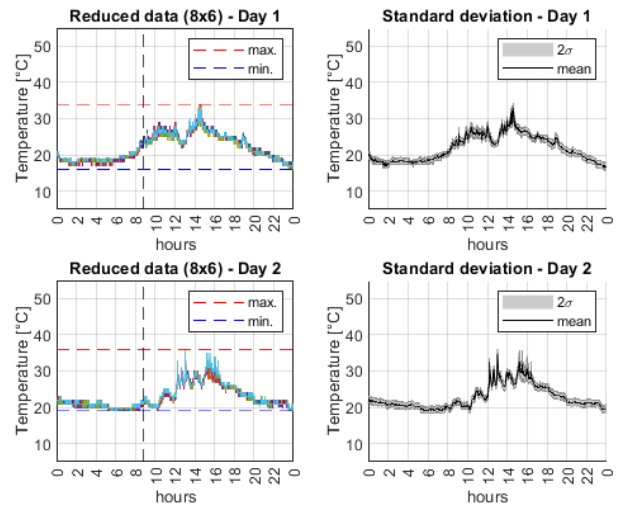 Reduced data (8x6) - Day 1
Temperature [°C]
50
40
30
20
10
max.
min.
0 2 4 6 8 10 12 14 16 18 20 22 0
hours
Standard deviation - Day 1
Temperature [°C]
50
40
30
20
10
2σ
mean
0 2 4 6 8 10 12 14 16 18 20 22 0
hours
Reduced data (8x6) - Day 2
Temperature [°C]
50
40
30
20
10
max.
min.
0 2 4 6 8 10 12 14 16 18 20 22 0
hours
Standard deviation - Day 2
Temperature [°C]
50
40
30
20
10
2σ
mean
0 2 4 6 8 10 12 14 16 18 20 22 0
hours